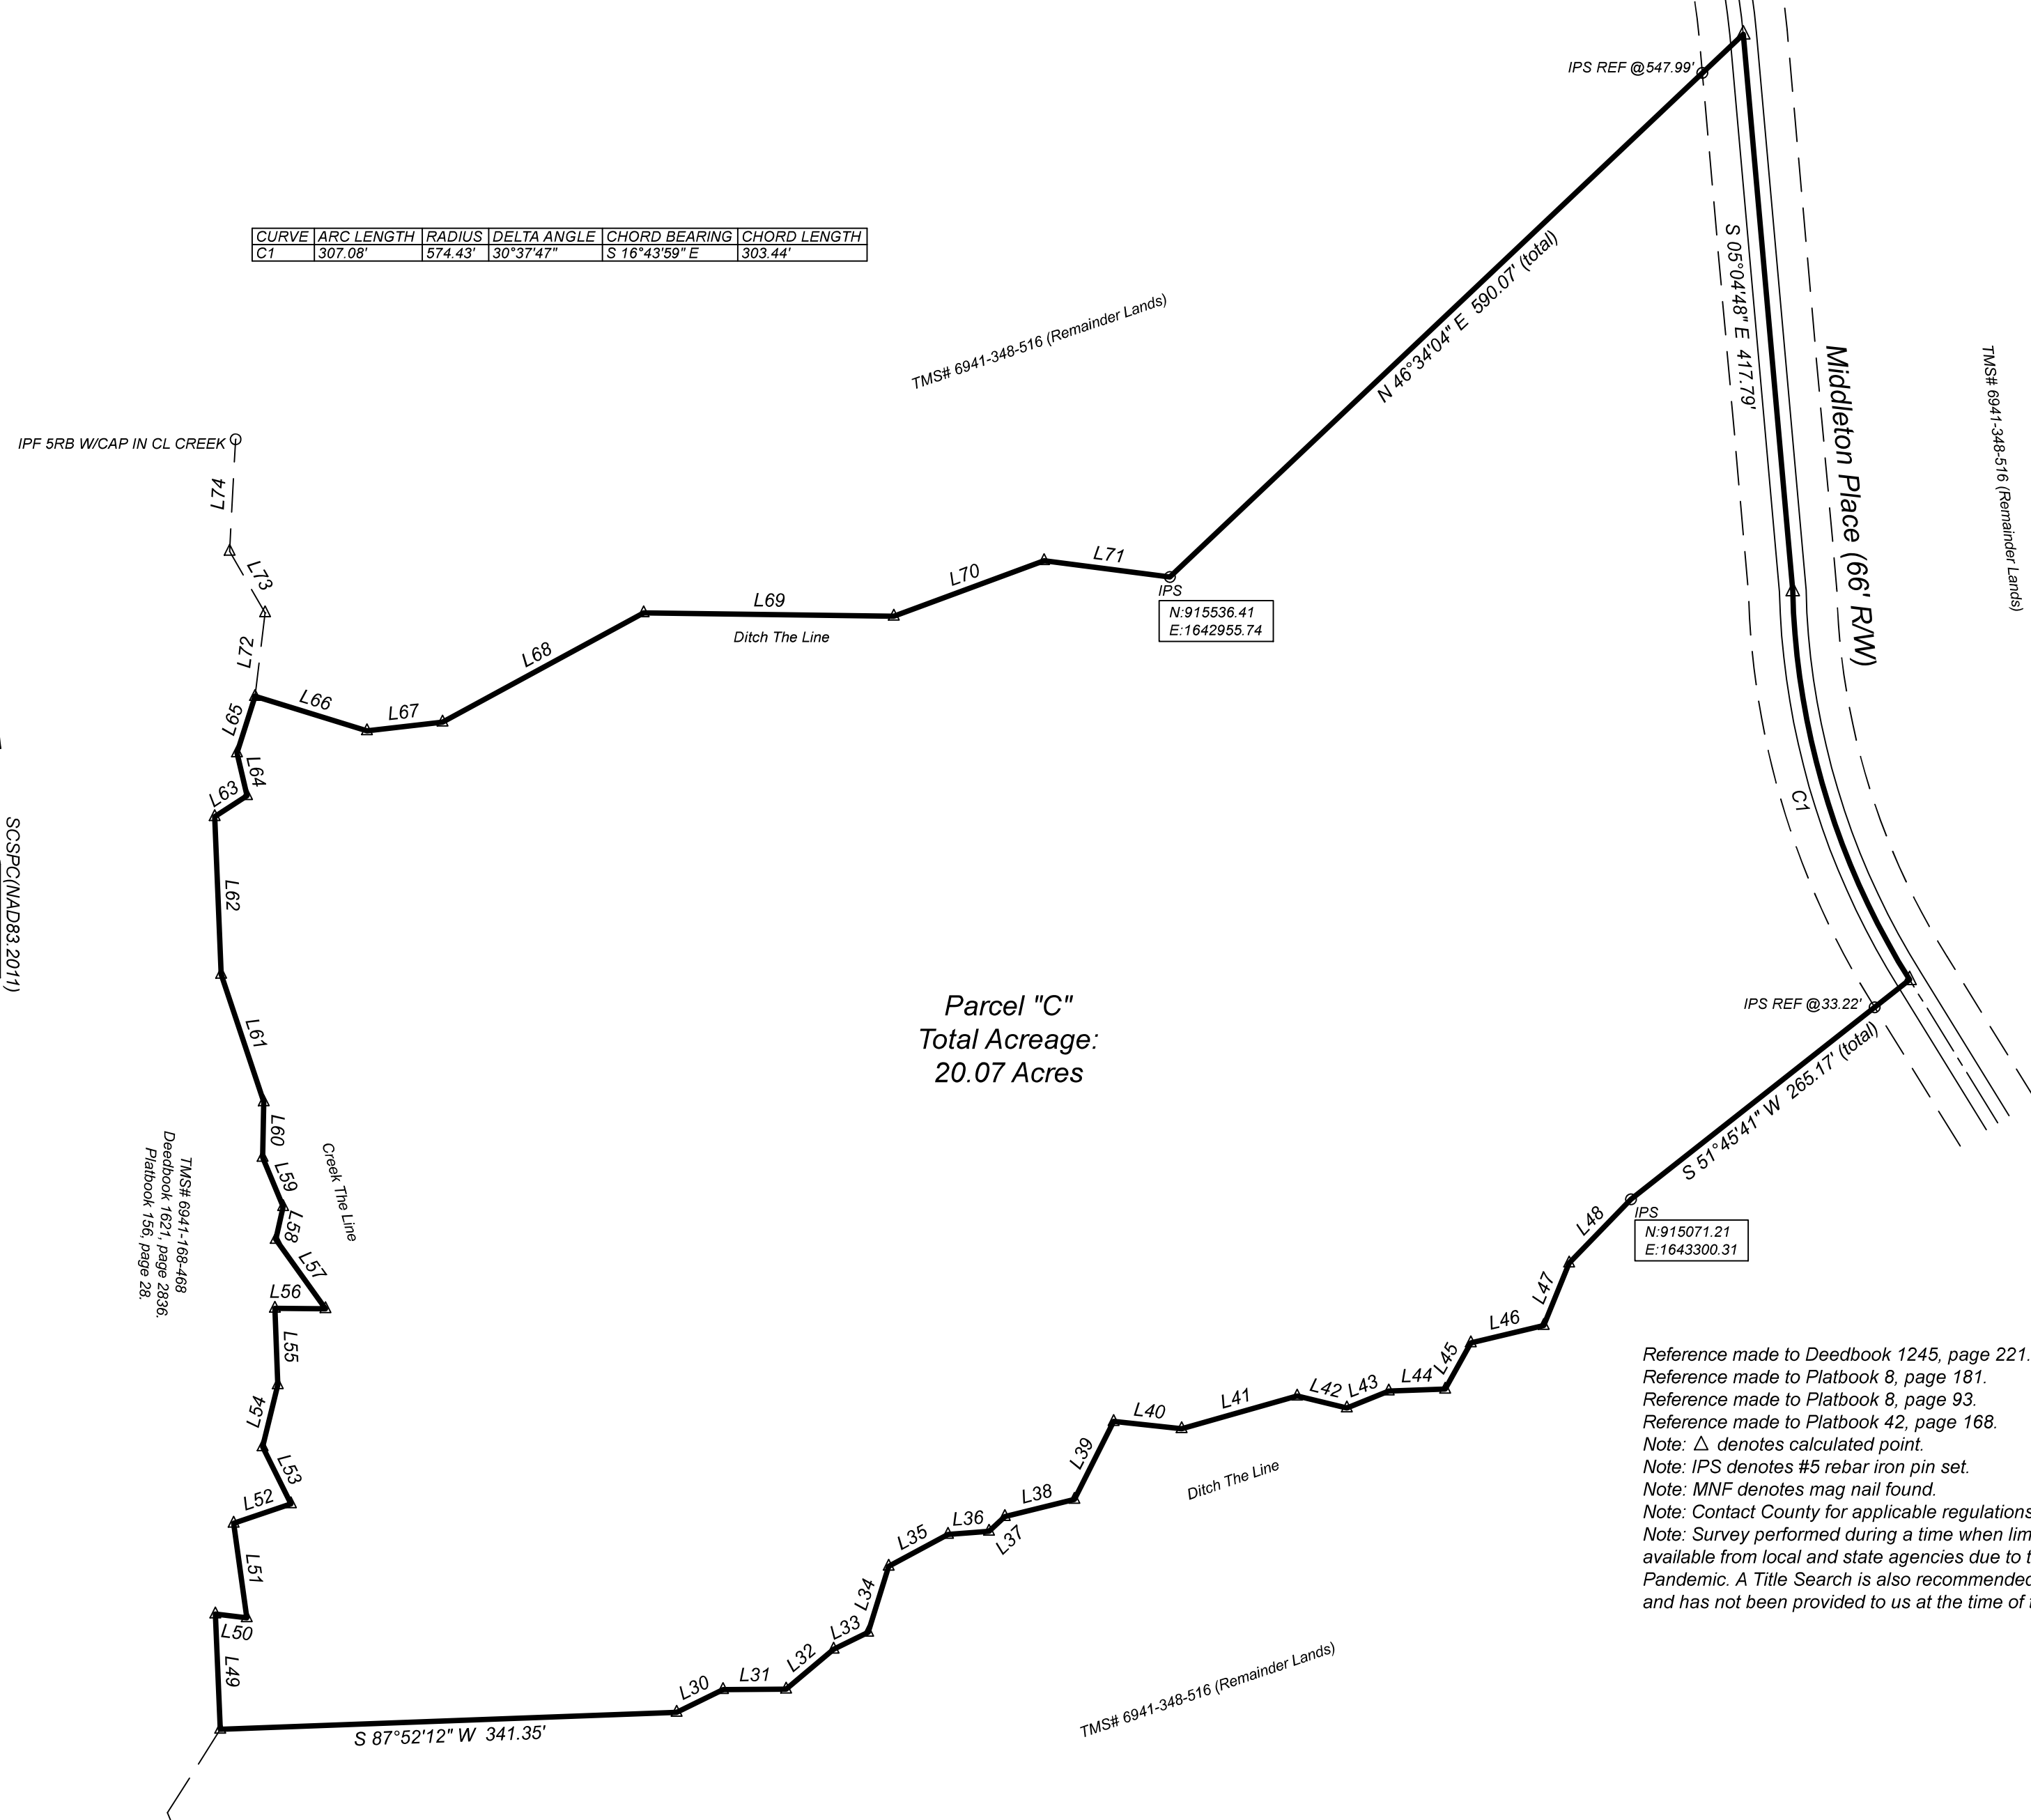 IPS REF @547.99'
CURVE ARC LENGTH RADIUS DELTA ANGLE CHORD BEARING CHORD LENGTH
C1 307.08' 574.43' 30°37'47" S 16°43'59" E 303.44'
S 05°04'48" E 417.79'
N 46°34'04" E 590.07' (total)
TMS# 6941-348-516 (Remainder Lands)
Middleton Place (66' R/W)
TMS# 6941-348-516 (Remainder Lands)
IPF 5RB W/CAP IN CL CREEK
L74
L73
L72
L71
L70
L69
Ditch The Line
L68
L67
L66
L65
L64
L63
L62
L61
L60
L59
L58
L57
L56
L55
L54
L53
L52
L51
L50
L49
IPS
N:915536.41
E:1642955.74
C1
SCSPC(NAD83.2011)
Parcel "C"
Total Acreage:
20.07 Acres
IPS REF @33.22'
S 51°45'41" W 265.17' (total)
TMS# 6941-168-468
Deedbook 1621, page 2836.
Platbook 156, page 28.
Creek The Line
IPS
N:915071.21
E:1643300.31
L48
L47
L46
L45
L44
L43
L42
L41
L40
L39
L38
L37
L36
L35
L34
L33
L32
L31
L30
Ditch The Line
S 87°52'12" W 341.35'
TMS# 6941-348-516 (Remainder Lands)
Reference made to Deedbook 1245, page 221.
Reference made to Platbook 8, page 181.
Reference made to Platbook 8, page 93.
Reference made to Platbook 42, page 168.
Note: △ denotes calculated point.
Note: IPS denotes #5 rebar iron pin set.
Note: MNF denotes mag nail found.
Note: Contact County for applicable regulations
Note: Survey performed during a time when lim
available from local and state agencies due to t
Pandemic. A Title Search is also recommended
and has not been provided to us at the time of